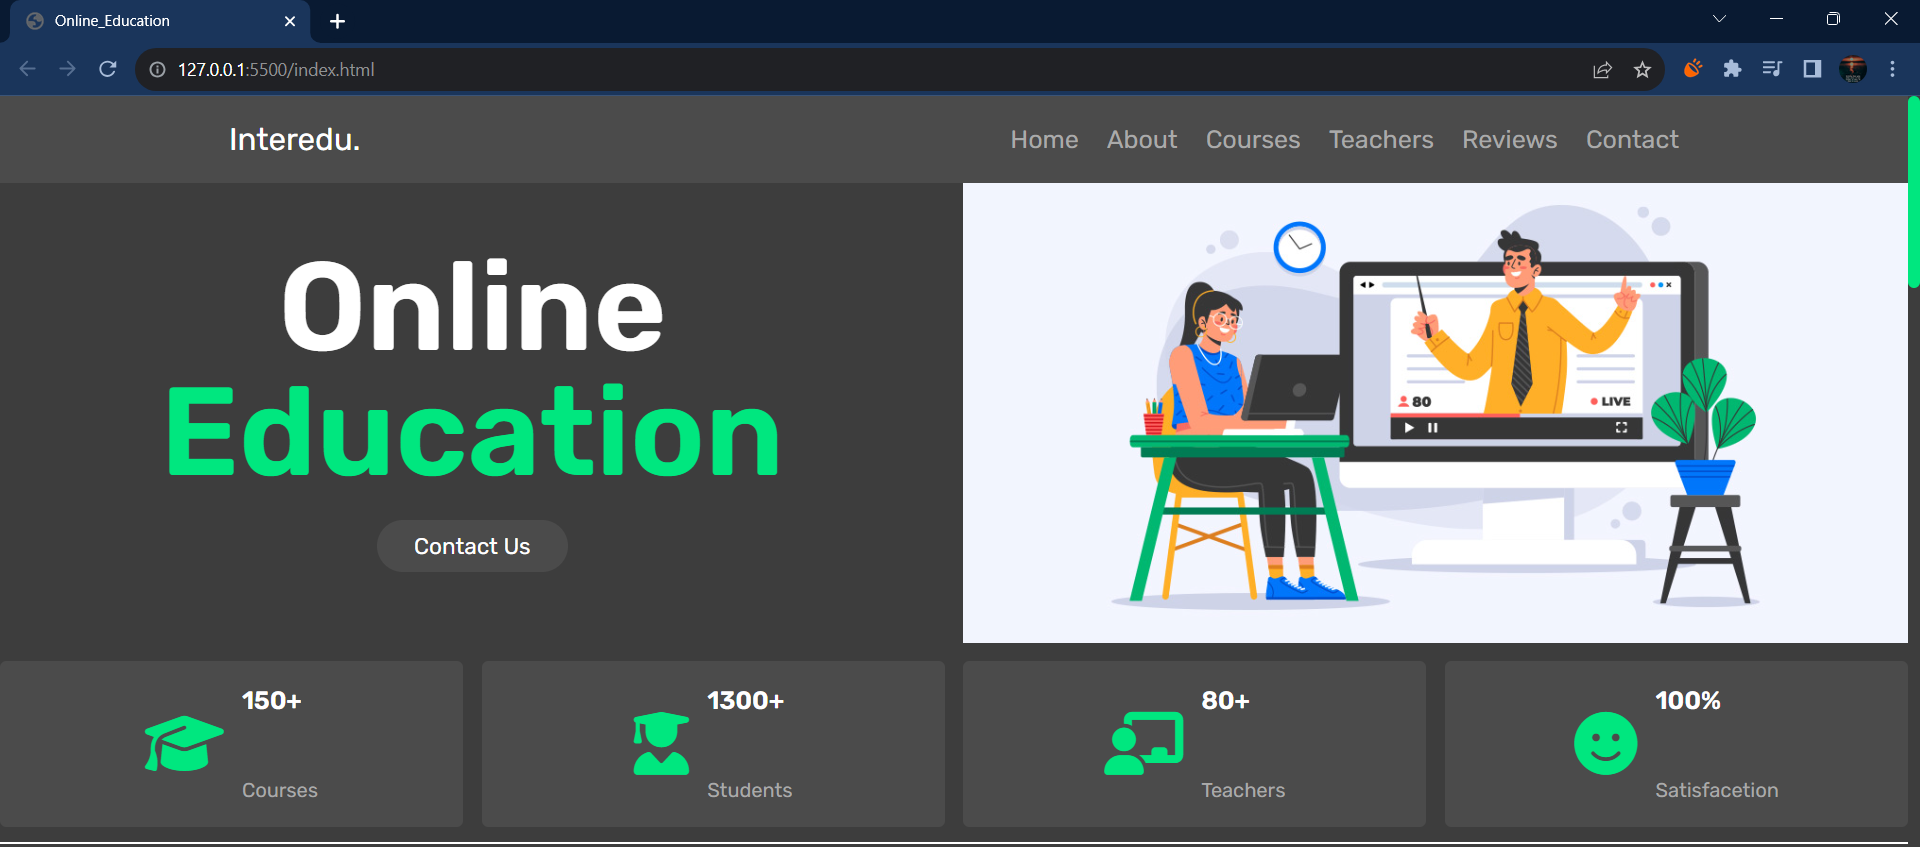 Online_Education
127.0.0.1:5500/index.html
Interedu.
Home About Courses Teachers Reviews Contact
Online
Education
Contact Us
80
LIVE
150+
Courses
1300+
Students
80+
Teachers
100%
Satisfacetion